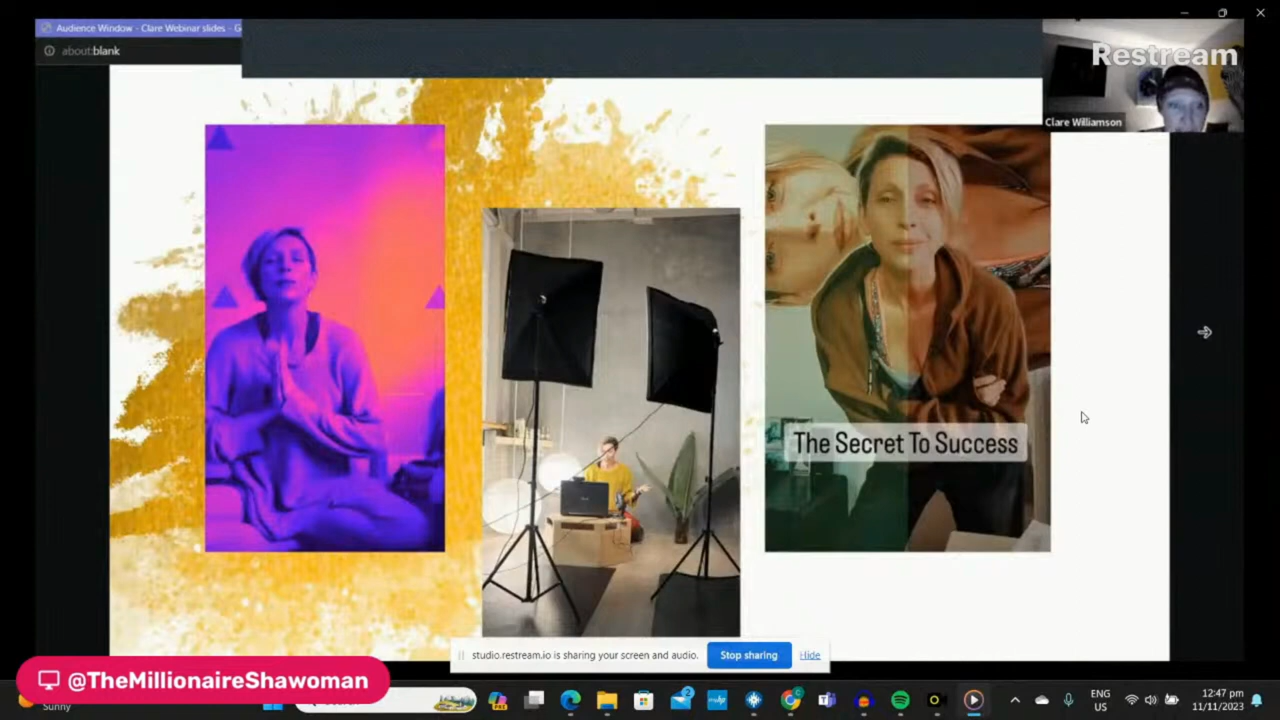 Audience Window - Clare Webinar slides - G
about:blank
Restream
Clare Williamson
The Secret To Success
studio.restream.io is sharing your screen and audio.
Stop sharing
Hide
@TheMillionaireShawoman
Sunny
2
ENG
US
12:47 pm
11/11/2023